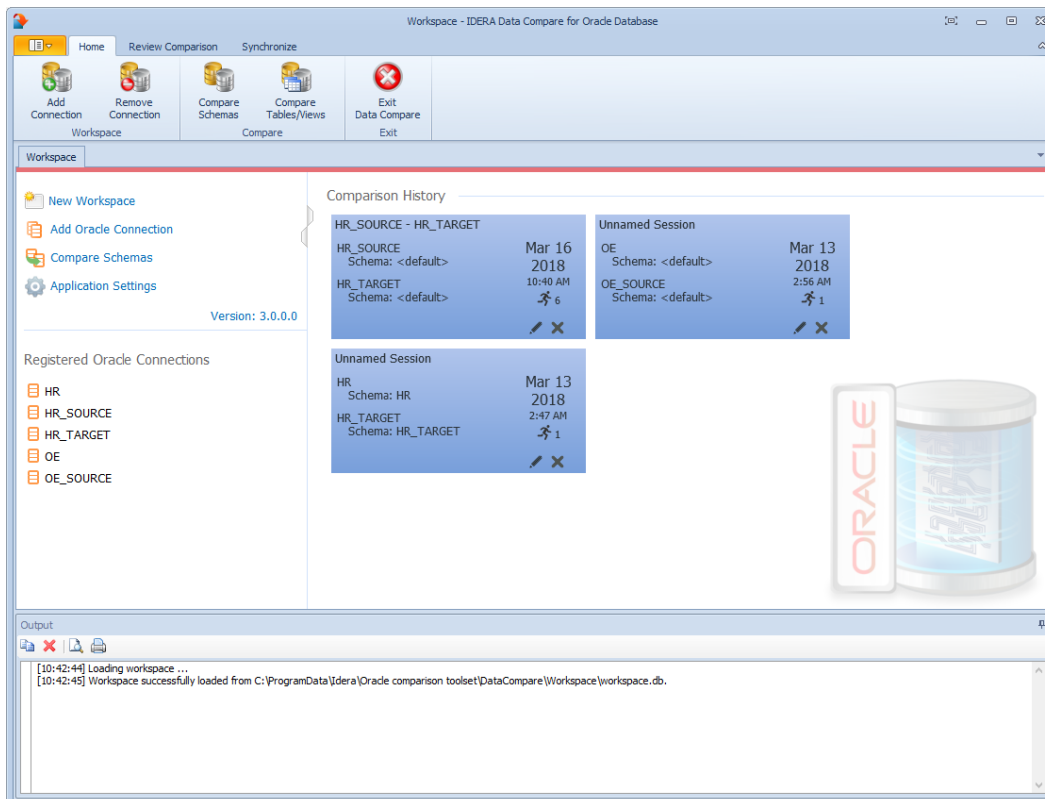 Workspace - IDERA Data Compare for Oracle Database
Home Review Comparison Synchronize
Add Connection
Remove Connection
Compare Schemas
Compare Tables/Views
Exit Data Compare
Workspace Compare Exit
Workspace
New Workspace
Add Oracle Connection
Compare Schemas
Application Settings
Version: 3.0.0.0
Registered Oracle Connections
HR
HR_SOURCE
HR_TARGET
OE
OE_SOURCE
Comparison History
HR_SOURCE - HR_TARGET
HR_SOURCE
Schema: <default>
HR_TARGET
Schema: <default>
Mar 16
2018
10:40 AM
6
Unnamed Session
OE
Schema: <default>
OE_SOURCE
Schema: <default>
Mar 13
2018
2:56 AM
1
Unnamed Session
HR
Schema: HR
HR_TARGET
Schema: HR_TARGET
Mar 13
2018
2:47 AM
1
ORACLE
Output
[10:42:44] Loading workspace ...
[10:42:45] Workspace successfully loaded from C:\ProgramData\Idera\Oracle comparison toolset\DataCompare\Workspace\workspace.db.